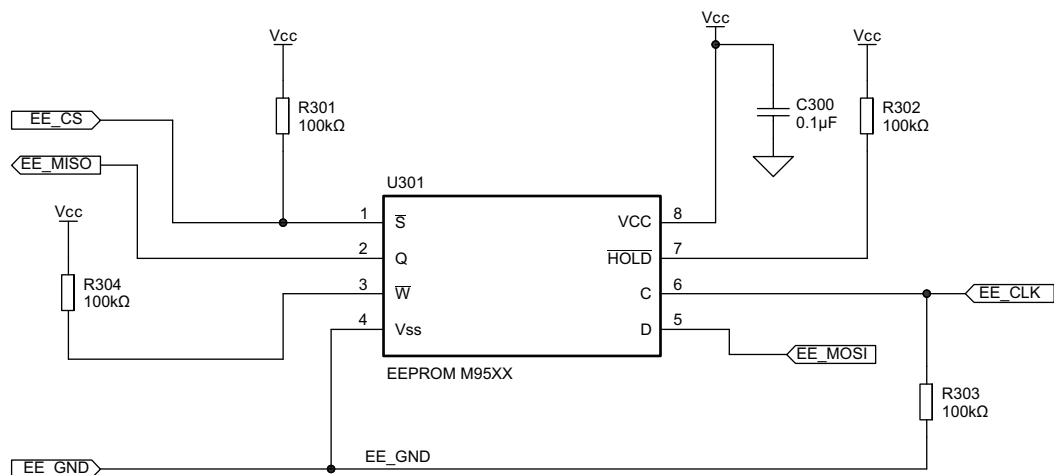 Vcc
Vcc
Vcc
R301
100kΩ
C300
0.1µF
R302
100kΩ
EE_CS
EE_MISO
U301
Vcc
1
S
VCC
8
2
Q
HOLD
7
R304
100kΩ
3
W
C
6
EE_CLK
4
Vss
D
5
EE_MOSI
EEPROM M95XX
R303
100kΩ
EE_GND
EE_GND